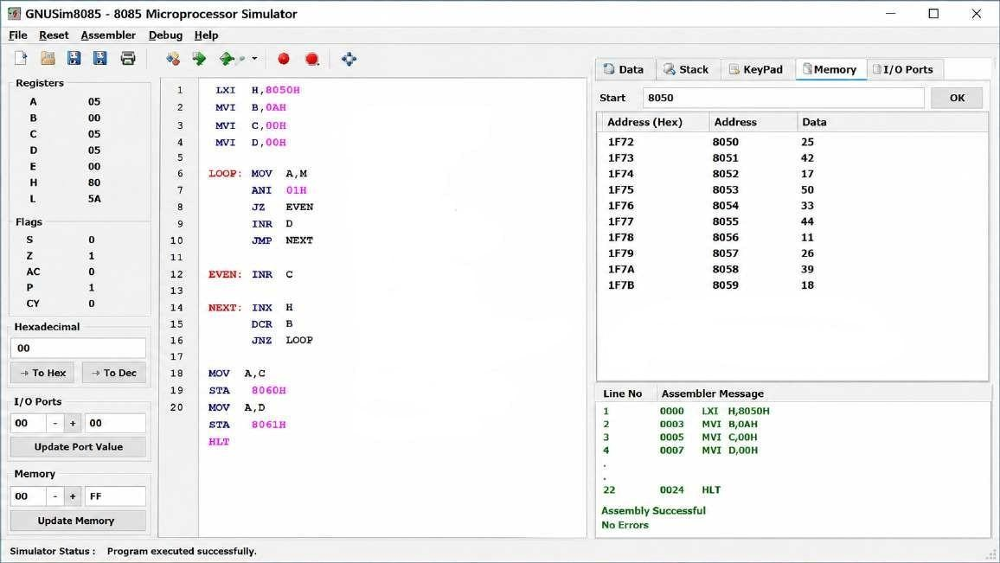 GNUSim8085 - 8085 Microprocessor Simulator
File Reset Assembler Debug Help
Registers
A 05
B 00
C 05
D 05
E 00
H 80
L 5A
Flags
S 0
Z 1
AC 0
P 1
CY 0
Hexadecimal
00
→ To Hex → To Dec
I/O Ports
00 - + 00
Update Port Value
Memory
00 - + FF
Update Memory
1 LXI H,8050H
2 MVI B,0AH
3 MVI C,00H
4 MVI D,00H
5
6 LOOP: MOV A,M
7 ANI 01H
8 JZ EVEN
9 INR D
10 JMP NEXT
11
12 EVEN: INR C
13
14 NEXT: INX H
15 DCR B
16 JNZ LOOP
17
18 MOV A,C
19 STA 8060H
20 MOV A,D
STA 8061H
HLT
Data Stack KeyPad Memory I/O Ports
Start 8050 OK
Address (Hex) Address Data
1F72 8050 25
1F73 8051 42
1F74 8052 17
1F75 8053 50
1F76 8054 33
1F77 8055 44
1F78 8056 11
1F79 8057 26
1F7A 8058 39
1F7B 8059 18
Line No Assembler Message
1 0000 LXI H,8050H
2 0003 MVI B,0AH
3 0005 MVI C,00H
4 0007 MVI D,00H
.
.
22 0024 HLT
Assembly Successful
No Errors
Simulator Status : Program executed successfully.